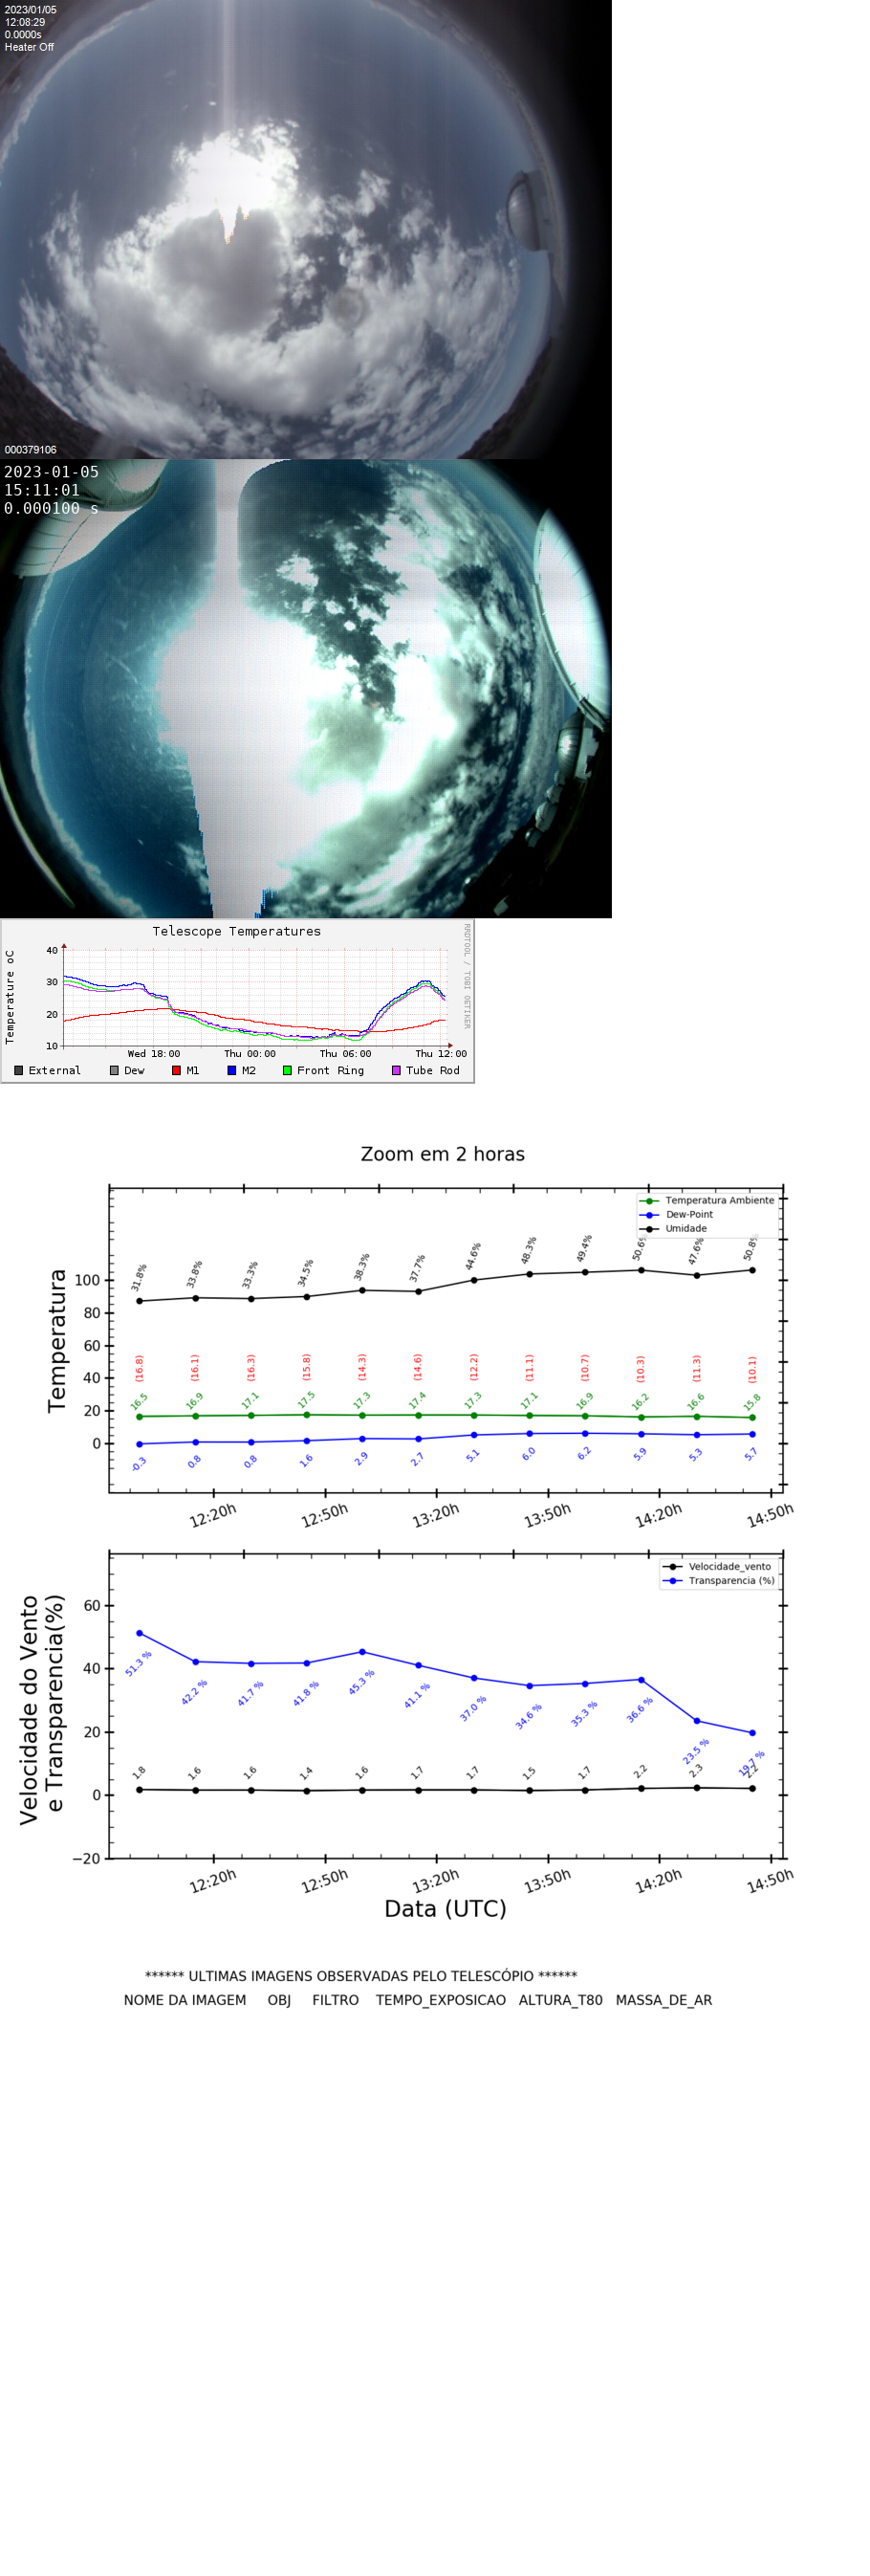 2023/01/05
12:08:29
0.0000s
Heater Off
000379106
2023-01-05
15:11:01
0.000100 s
Telescope Temperatures
RRDTOOL / TOBI OETIKER
Temperature oC
40
30
20
10
Wed 18:00 Thu 00:00 Thu 06:00 Thu 12:00
External Dew M1 M2 Front Ring Tube Rod
Zoom em 2 horas
Temperatura Ambiente
Dew-Point
Umidade
Temperatura
100
80
60
40
20
0
31.8% 33.8% 33.3% 34.5% 38.3% 37.7% 44.6% 48.3% 49.4% 50.6% 47.6% 50.8%
(16.8) (16.1) (16.3) (15.8) (14.3) (14.6) (12.2) (11.1) (10.7) (10.3) (11.3) (10.1)
16.5 16.9 17.1 17.5 17.3 17.4 17.3 17.1 16.9 16.2 16.6 15.8
-0.3 0.8 0.8 1.6 2.9 2.7 5.1 6.0 6.2 5.9 5.3 5.7
12:20h 12:50h 13:20h 13:50h 14:20h 14:50h
Velocidade_vento
Transparencia (%)
Velocidade do Vento
e Transparencia(%)
60
40
20
0
−20
51.3 % 42.2 % 41.7 % 41.8 % 45.3 % 41.1 % 37.0 % 34.6 % 35.3 % 36.6 % 23.5 % 19.7 %
1.8 1.6 1.6 1.4 1.6 1.7 1.7 1.5 1.7 2.2 2.3 2.2
12:20h 12:50h 13:20h 13:50h 14:20h 14:50h
Data (UTC)
****** ULTIMAS IMAGENS OBSERVADAS PELO TELESCÓPIO ******
NOME DA IMAGEM OBJ FILTRO TEMPO_EXPOSICAO ALTURA_T80 MASSA_DE_AR